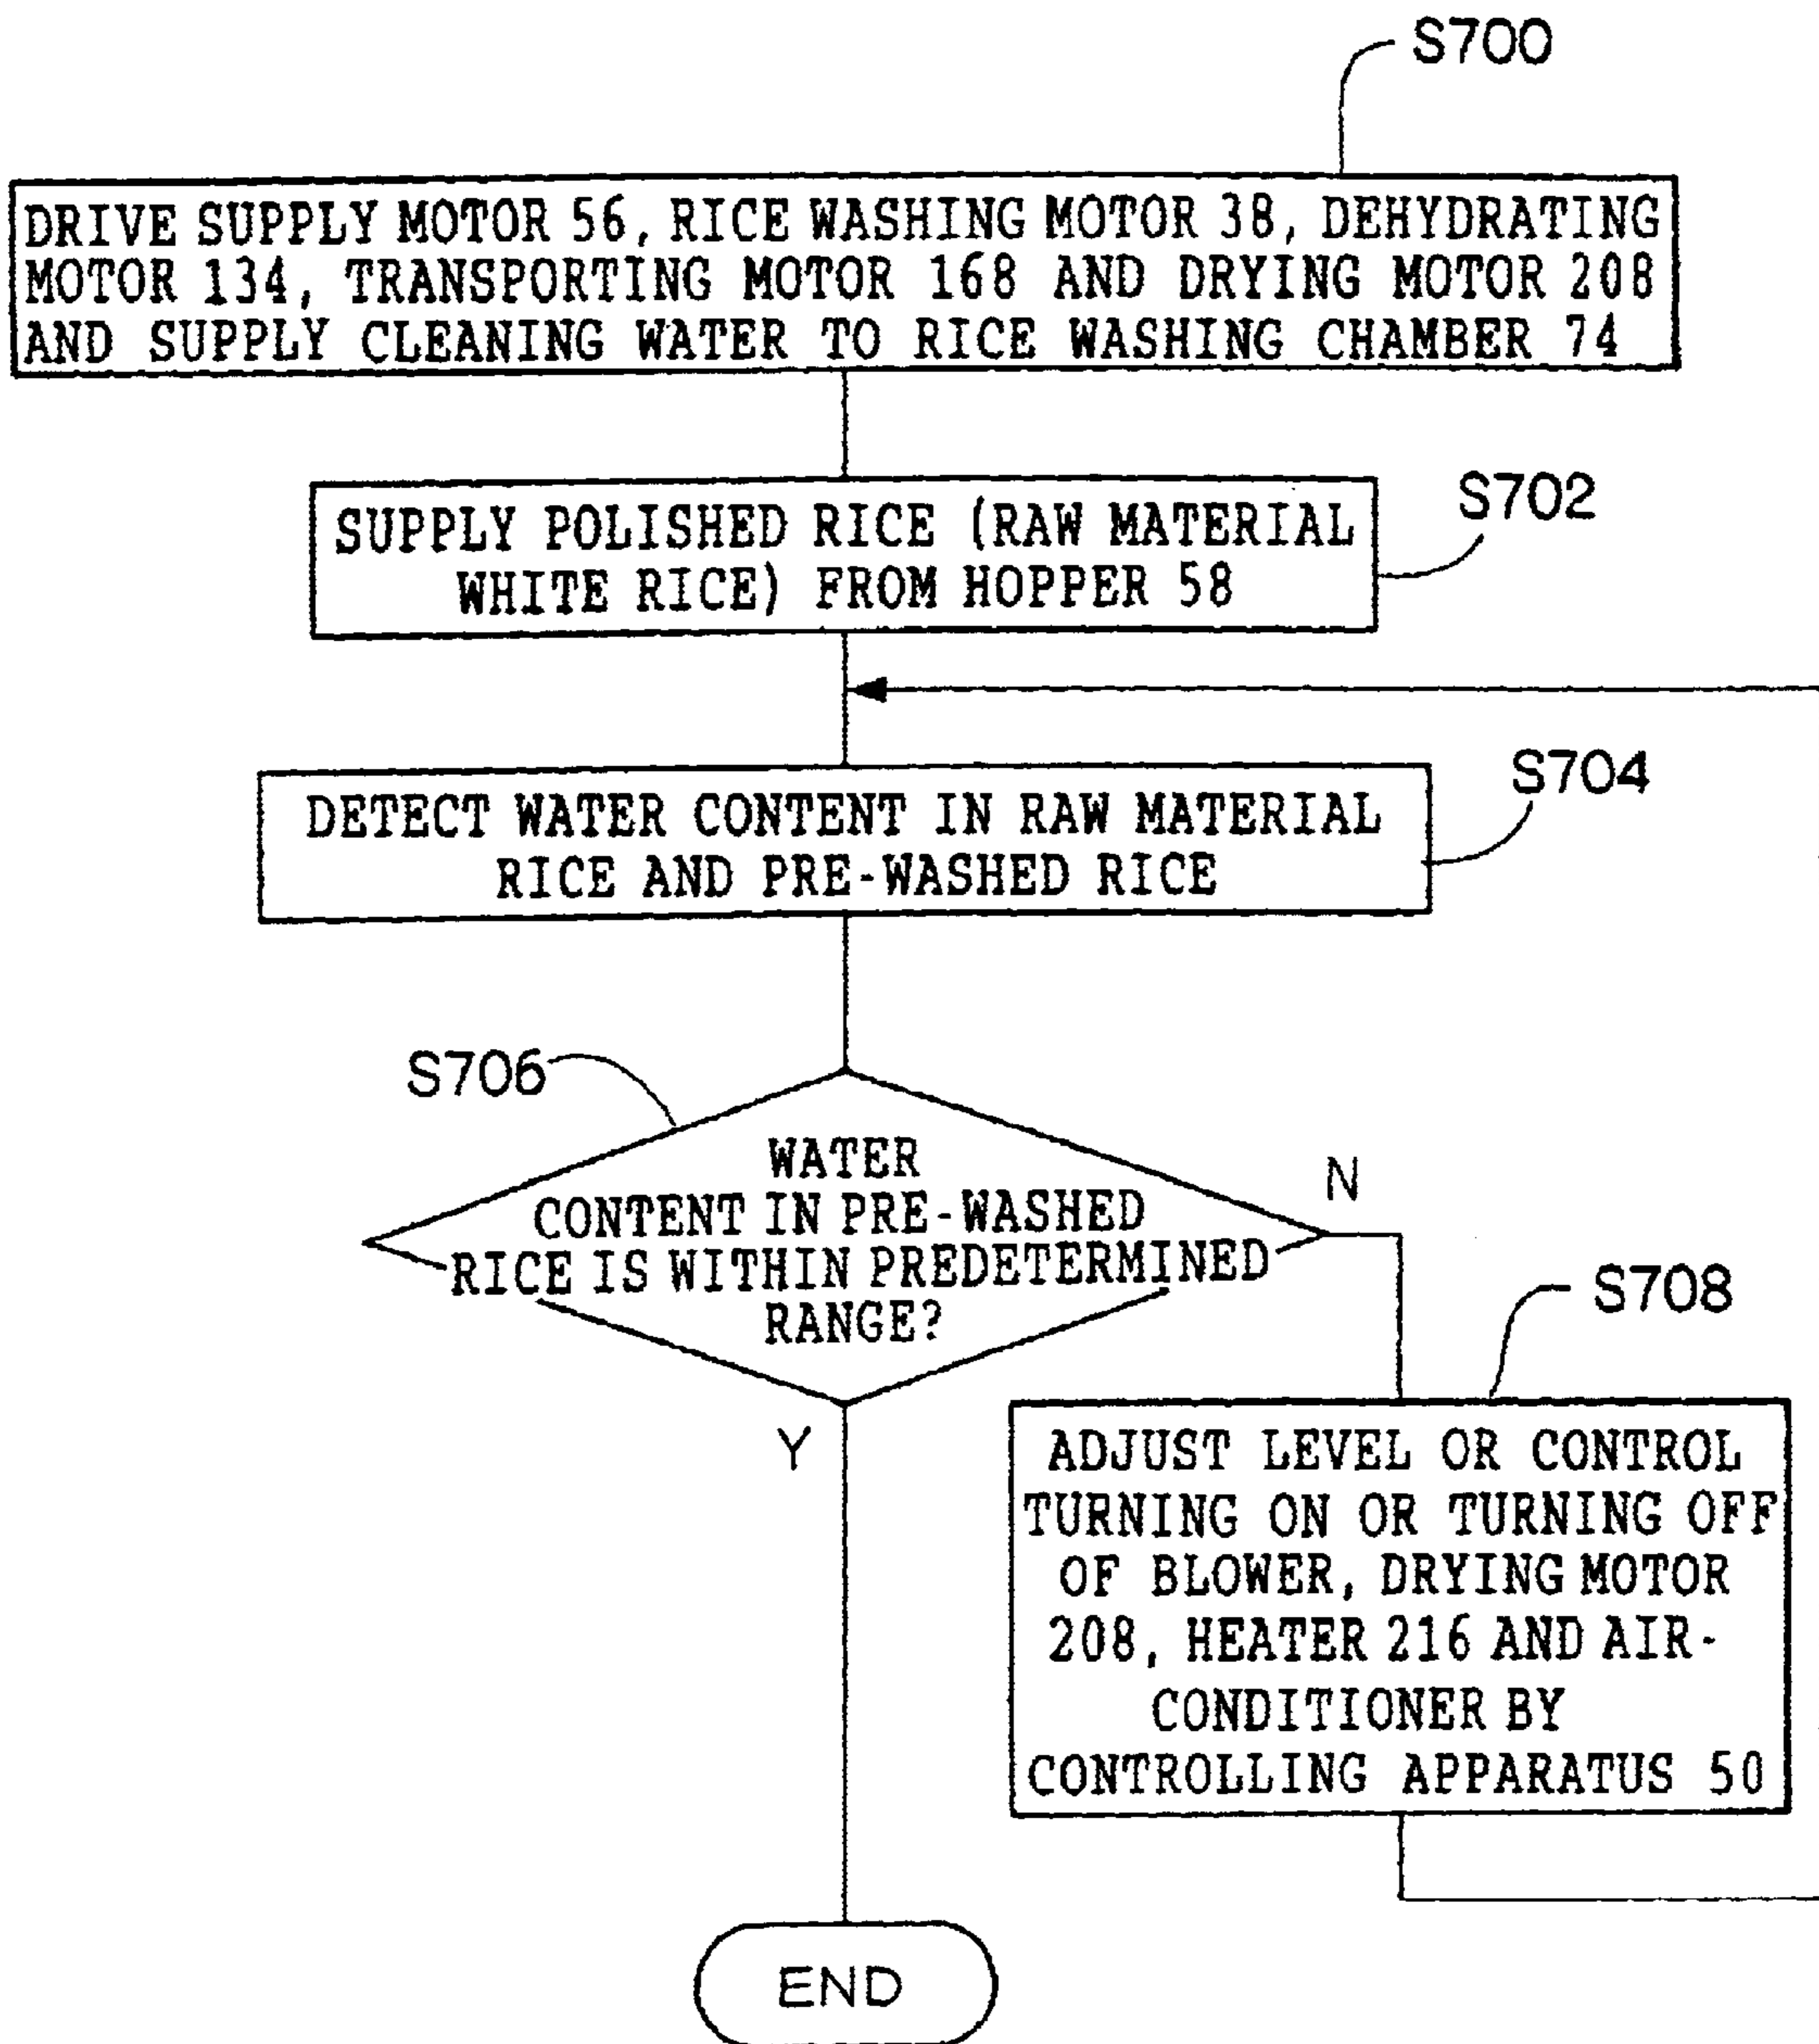 S700
DRIVE SUPPLY MOTOR 56, RICE WASHING MOTOR 38, DEHYDRATING
MOTOR 134, TRANSPORTING MOTOR 168 AND DRYING MOTOR 208
AND SUPPLY CLEANING WATER TO RICE WASHING CHAMBER 74
S702
SUPPLY POLISHED RICE (RAW MATERIAL
WHITE RICE) FROM HOPPER 58
S704
DETECT WATER CONTENT IN RAW MATERIAL
RICE AND PRE-WASHED RICE
S706
WATER
CONTENT IN PRE-WASHED
RICE IS WITHIN PREDETERMINED
RANGE?
N
Y
S708
ADJUST LEVEL OR CONTROL
TURNING ON OR TURNING OFF
OF BLOWER, DRYING MOTOR
208, HEATER 216 AND AIR-
CONDITIONER BY
CONTROLLING APPARATUS 50
END